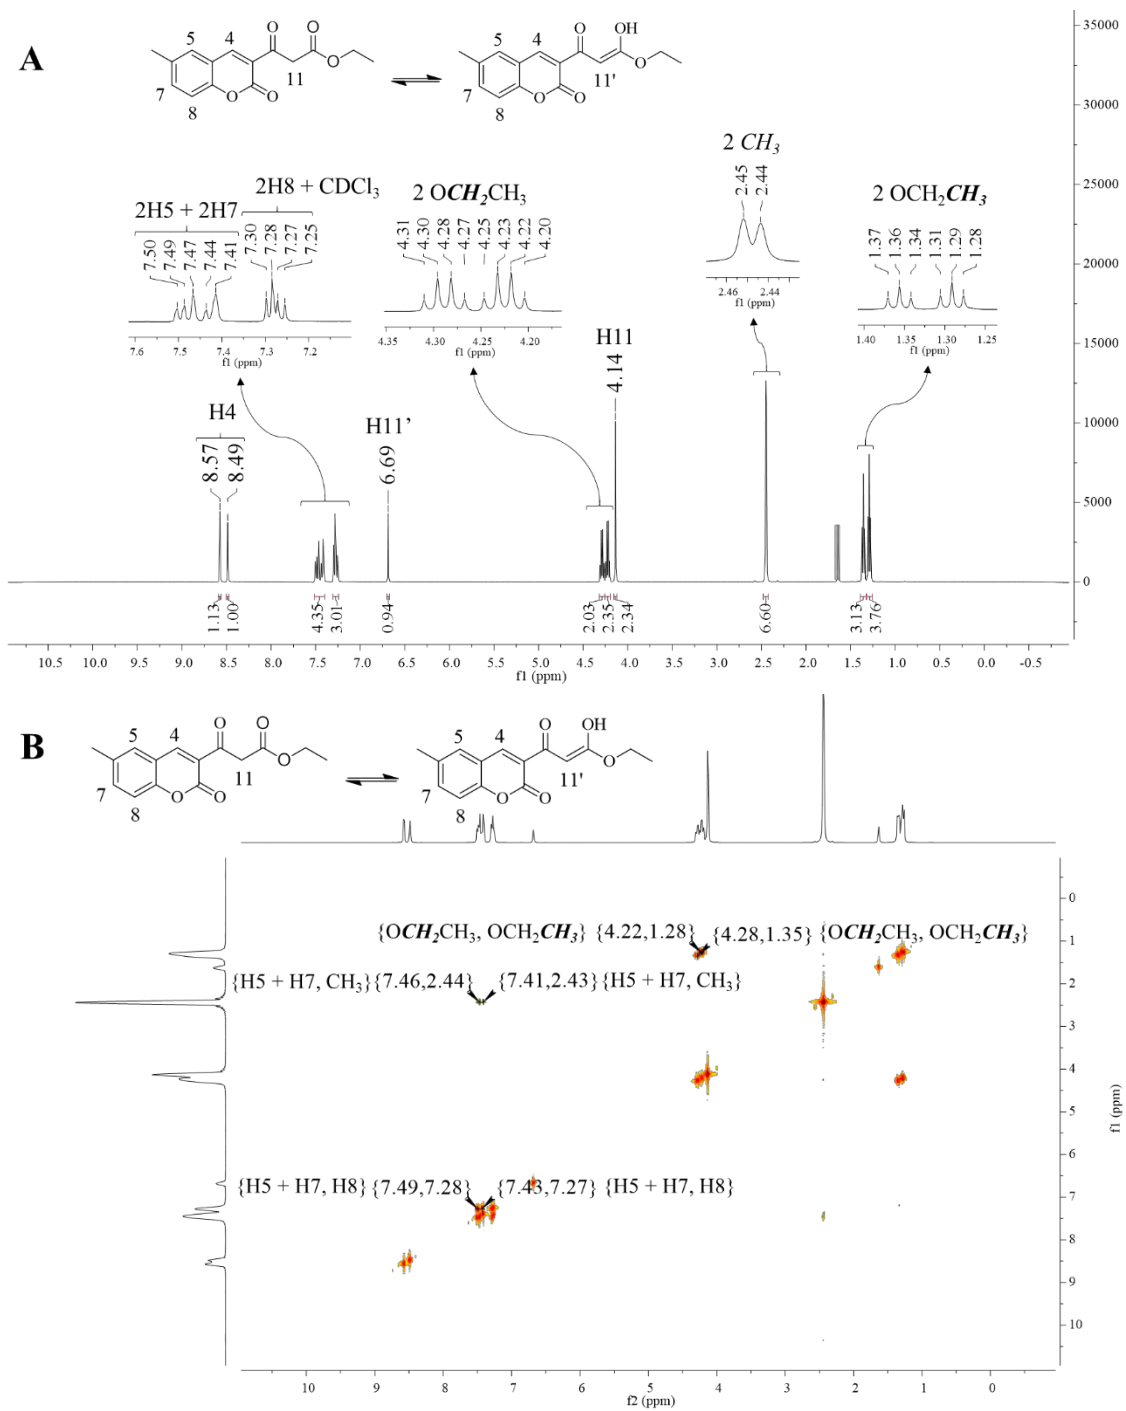 A
O O
5 4
O
7 11
O O
8
O OH
5 4
O
7 11'
O O
8
35000
30000
25000
20000
15000
10000
5000
0
2H5 + 2H7
7.50
7.49
7.47
7.44
7.41
2H8 + CDCl3
7.30
7.28
7.27
7.25
7.6 7.5 7.4 7.3 7.2
f1 (ppm)
2 OCH2CH3
4.31
4.30
4.28
4.27
4.25
4.23
4.22
4.20
4.35 4.30 4.25 4.20
f1 (ppm)
2 CH3
2.45
2.44
2.46 2.44
f1 (ppm)
2 OCH2CH3
1.37
1.36
1.34
1.31
1.29
1.28
1.40 1.35 1.30 1.25
f1 (ppm)
H4
8.57
8.49
H11’
6.69
H11
4.14
1.13
1.00
4.35
3.01
0.94
2.03
2.35
2.34
6.60
3.13
3.76
10.5 10.0 9.5 9.0 8.5 8.0 7.5 7.0 6.5 6.0 5.5 5.0 4.5 4.0 3.5 3.0 2.5 2.0 1.5 1.0 0.5 0.0 -0.5
f1 (ppm)
B
O O
5 4
O
7 11
O O
8
O OH
5 4
O
7 11'
O O
8
{OCH2CH3, OCH2CH3} {4.22,1.28} {4.28,1.35} {OCH2CH3, OCH2CH3}
{H5 + H7, CH3}{7.46,2.44} {7.41,2.43} {H5 + H7, CH3}
{H5 + H7, H8} {7.49,7.28} {7.43,7.27} {H5 + H7, H8}
0
1
2
3
4
5
6
7
8
9
10
f1 (ppm)
10 9 8 7 6 5 4 3 2 1 0
f2 (ppm)